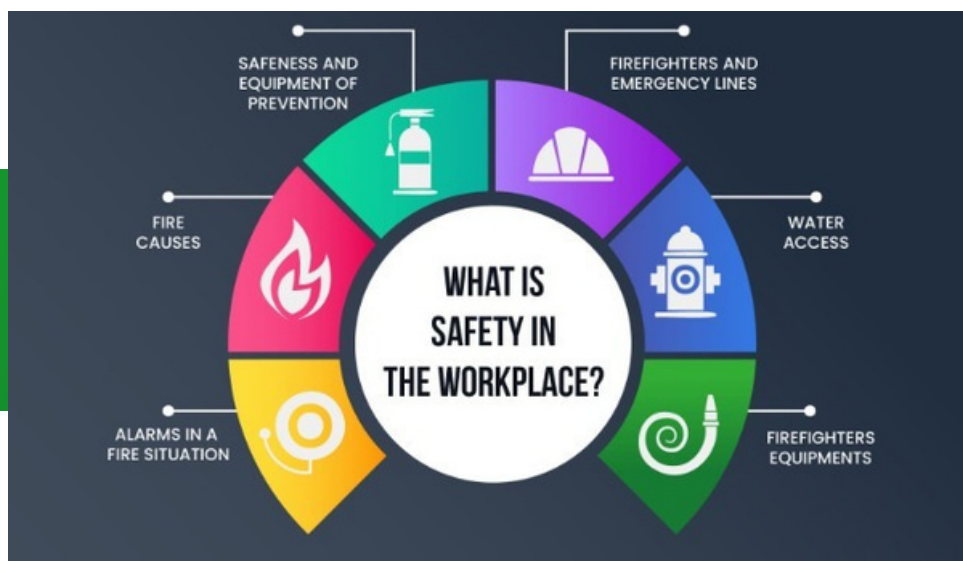 SAFENESS AND
EQUIPMENT OF
PREVENTION
FIREFIGHTERS AND
EMERGENCY LINES
FIRE
CAUSES
WATER
ACCESS
WHAT IS
SAFETY IN
THE WORKPLACE?
ALARMS IN A
FIRE SITUATION
FIREFIGHTERS
EQUIPMENTS